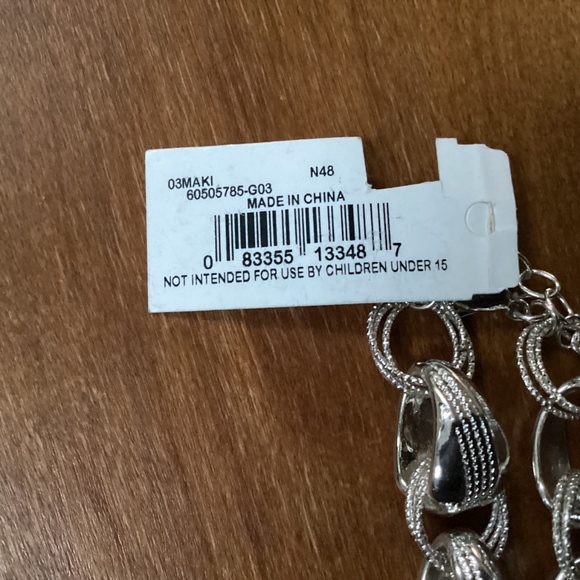 03MAKI N48
60505785-G03
MADE IN CHINA
0 83355 13348 7
NOT INTENDED FOR USE BY CHILDREN UNDER 15